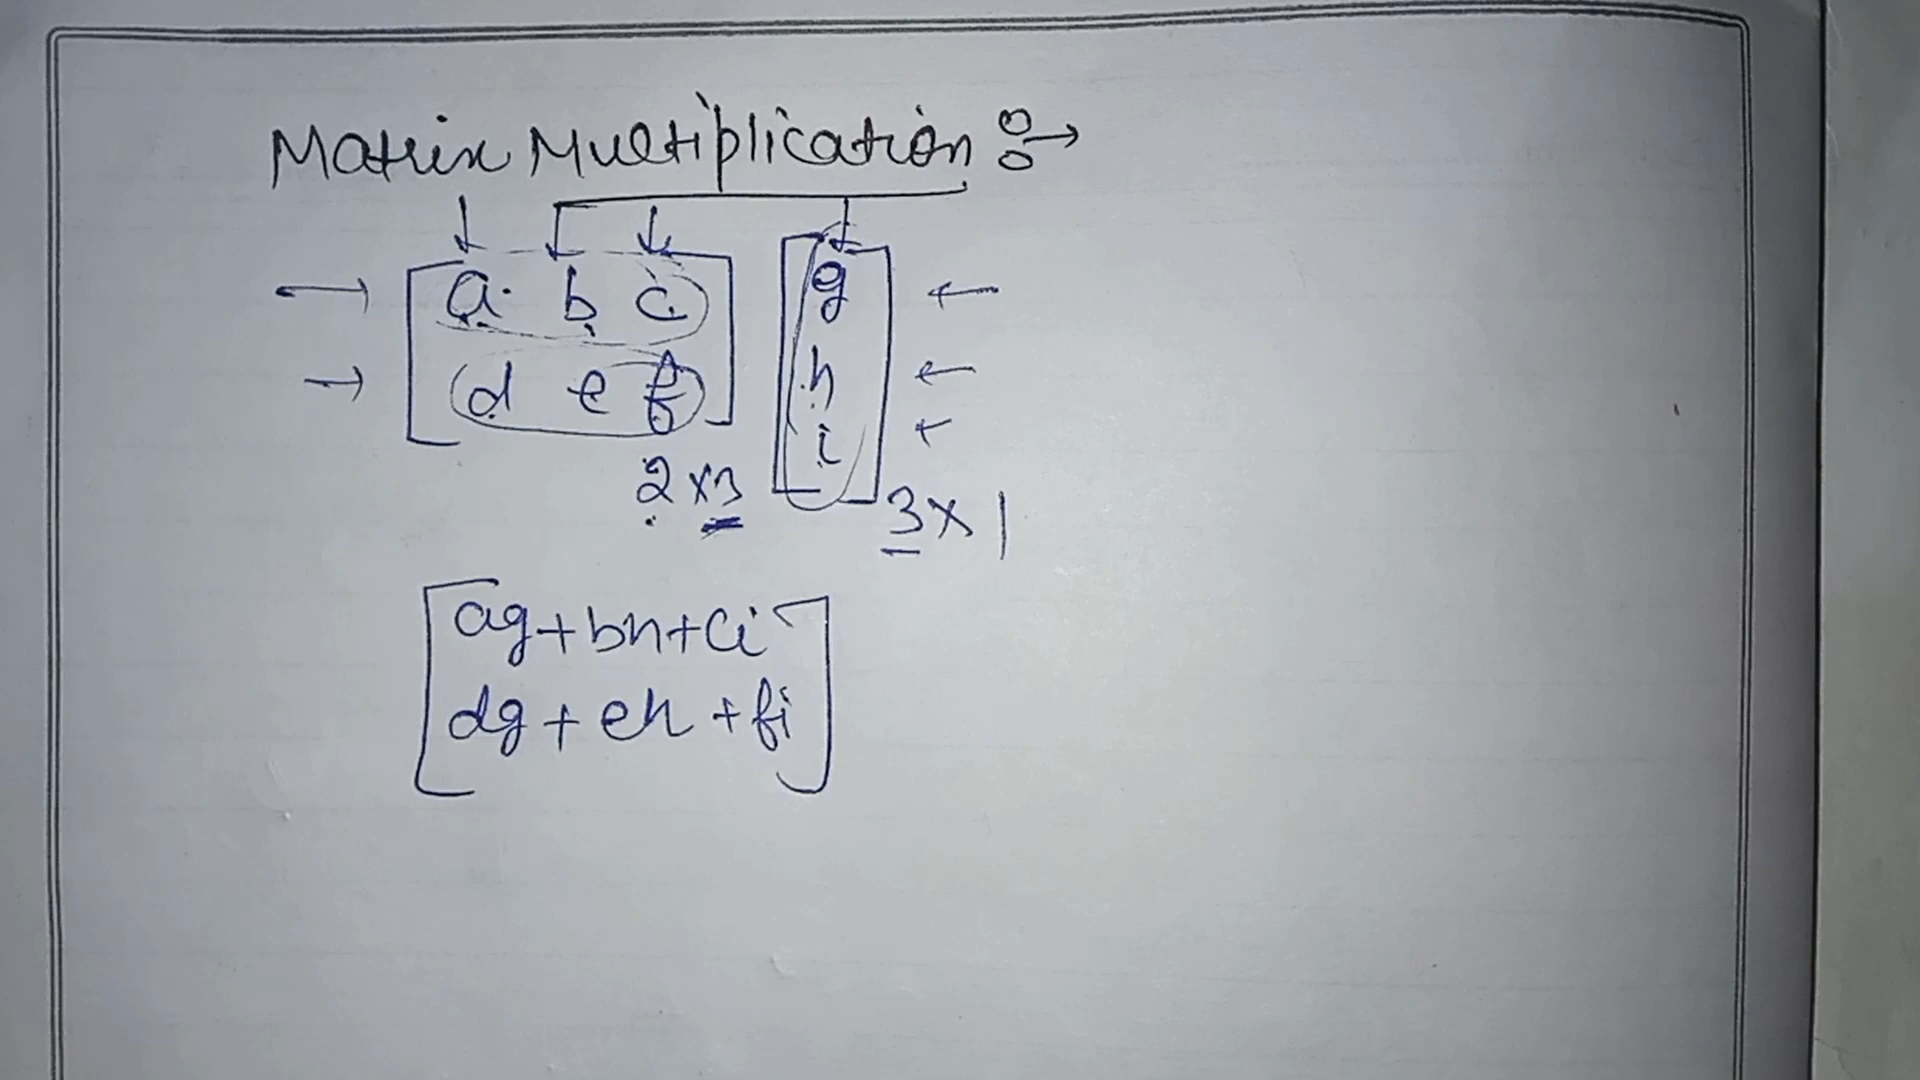 Matrix Multiplication :→
a b c g
d e f h
i
2 x 3
3 x 1
ag + bh + ci
dg + eh + fi